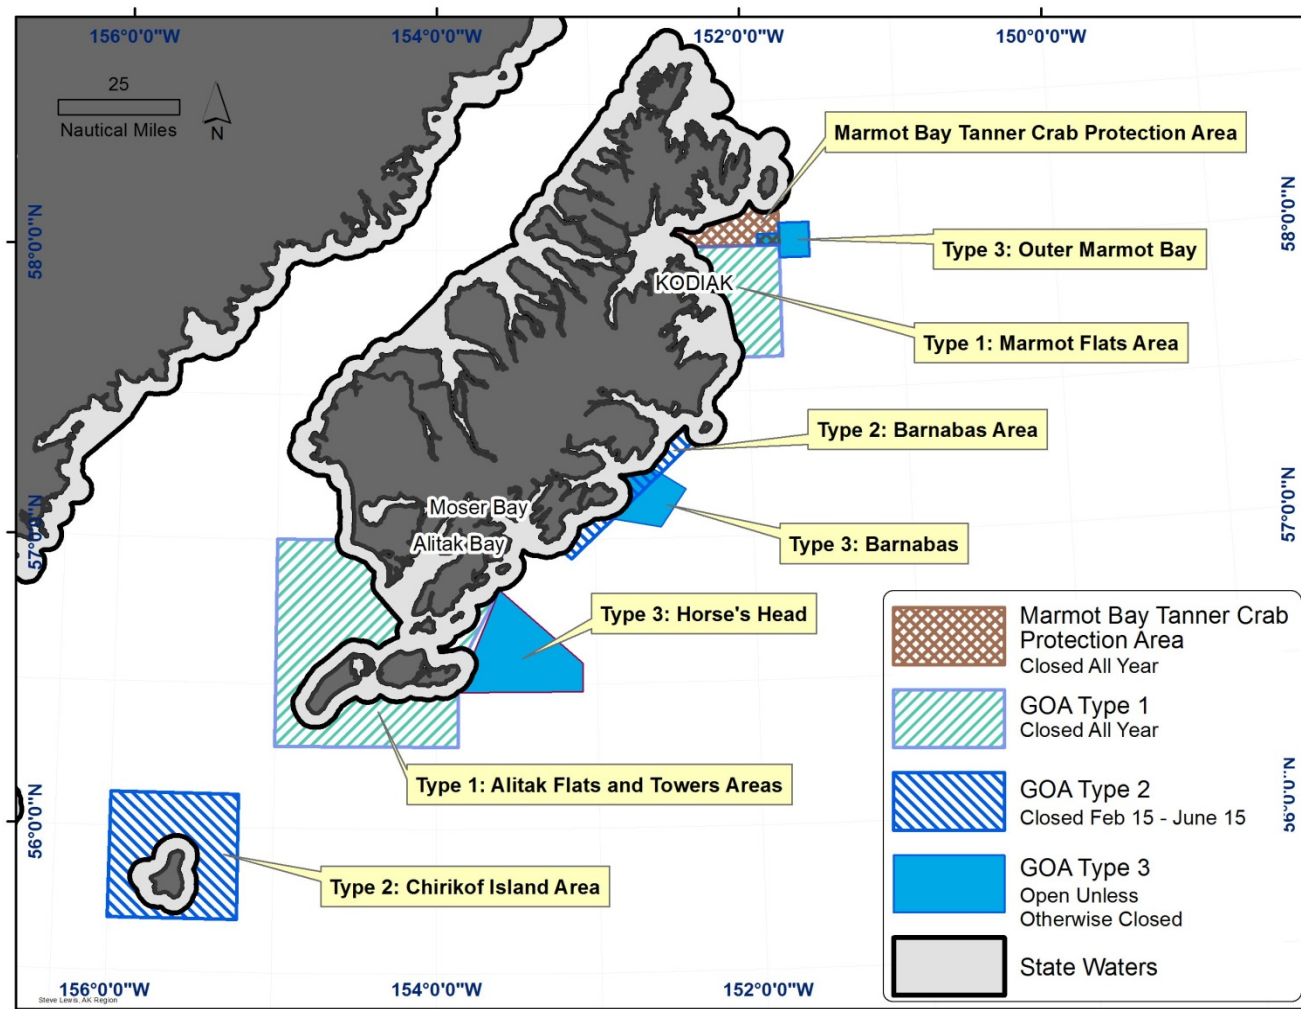 156°0'0"W 154°0'0"W 152°0'0"W 150°0'0"W
25
Nautical Miles
N
Marmot Bay Tanner Crab Protection Area
58°0'0"N
58°0'0"N
Type 3: Outer Marmot Bay
KODIAK
Type 1: Marmot Flats Area
Type 2: Barnabas Area
Moser Bay
57°0'0"N
57°0'0"N
Alitak Bay
Type 3: Barnabas
Type 3: Horse's Head
Marmot Bay Tanner Crab
Protection Area
Closed All Year
GOA Type 1
Closed All Year
Type 1: Alitak Flats and Towers Areas
GOA Type 2
Closed Feb 15 - June 15
56°0'0"N
56°0'0"N
Type 2: Chirikof Island Area
GOA Type 3
Open Unless
Otherwise Closed
State Waters
156°0'0"W 154°0'0"W 152°0'0"W
Steve Lewis, AK Region